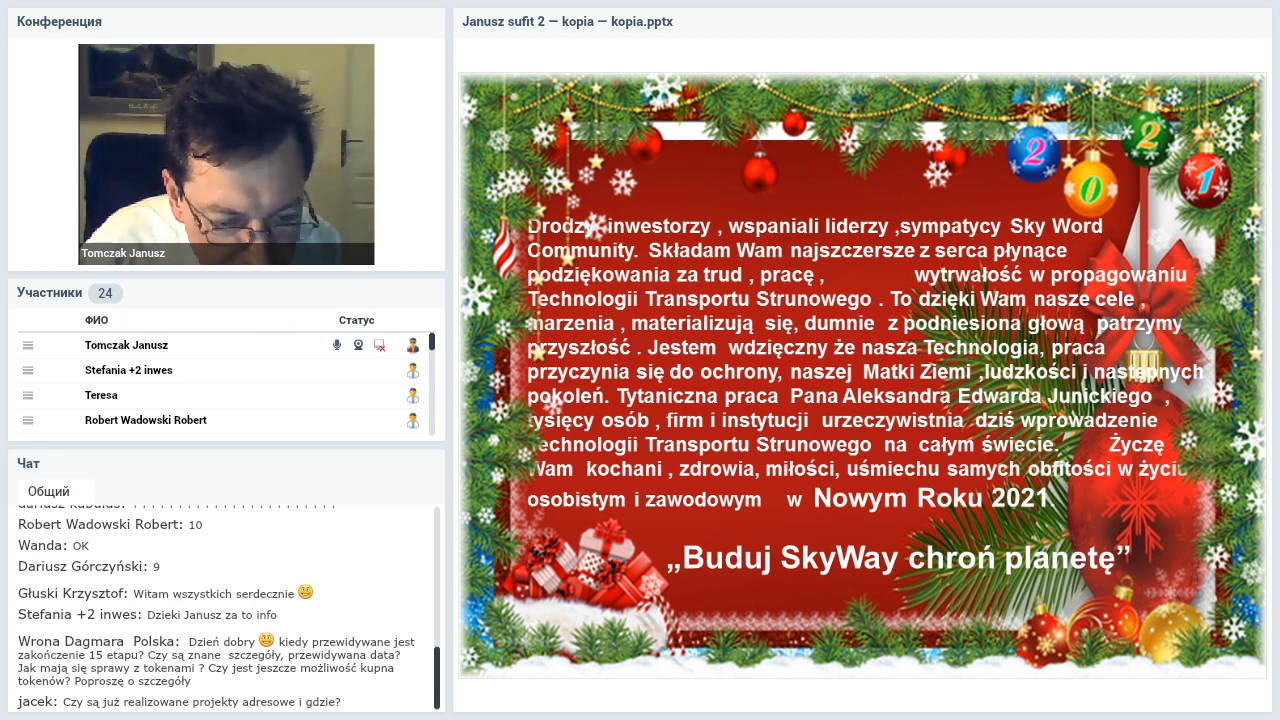 Конференция
Tomczak Janusz
Участники 24
ФИО Статус
Tomczak Janusz
Stefania +2 inwes
Teresa
Robert Wadowski Robert
Чат
Общий
Robert Wadowski Robert: 10
Wanda: OK
Dariusz Górczyński: 9
Głuski Krzysztof: Witam wszystkich serdecznie
Stefania +2 inwes: Dzieki Janusz za to info
Wrona Dagmara Polska: Dzień dobry kiedy przewidywane jest
zakończenie 15 etapu? Czy są znane szczegóły, przewidywana data?
Jak mają się sprawy z tokenami ? Czy jest jeszcze możliwość kupna
tokenów? Poproszę o szczegóły
jacek: Czy są już realizowane projekty adresowe i gdzie?
Janusz sufit 2 — kopia — kopia.pptx
2 0 2 1
Drodzy inwestorzy , wspaniali liderzy ,sympatycy Sky Word
Community. Składam Wam najszczersze z serca płynące
podziękowania za trud , pracę , wytrwałość w propagowaniu
Technologii Transportu Strunowego . To dzięki Wam nasze cele ,
marzenia , materializują się, dumnie z podniesiona głową patrzymy
przyszłość . Jestem wdzięczny że nasza Technologia, praca
przyczynia się do ochrony, naszej Matki Ziemi ,ludzkości i następnych
pokoleń. Tytaniczna praca Pana Aleksandra Edwarda Junickiego ,
tysięcy osób , firm i instytucji urzeczywistnia dziś wprowadzenie
Technologii Transportu Strunowego na całym świecie. Życzę
Wam kochani , zdrowia, miłości, uśmiechu samych obfitości w życiu
osobistym i zawodowym w Nowym Roku 2021
„Buduj SkyWay chroń planetę”